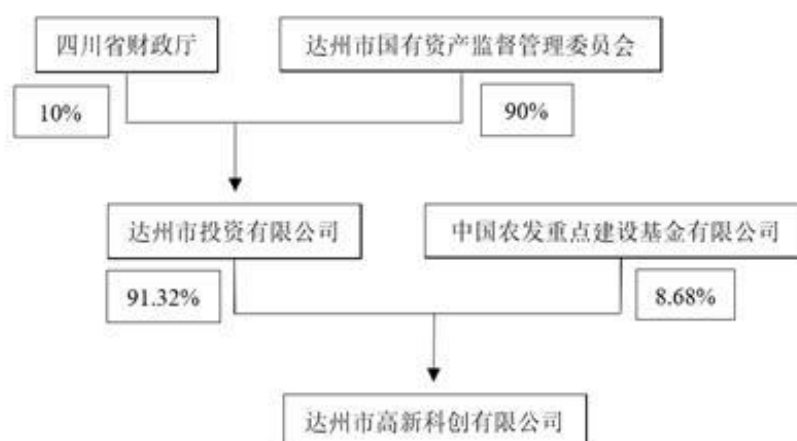 四川省财政厅
达州市国有资产监督管理委员会
10%
90%
达州市投资有限公司
中国农发重点建设基金有限公司
91.32%
8.68%
达州市高新科创有限公司